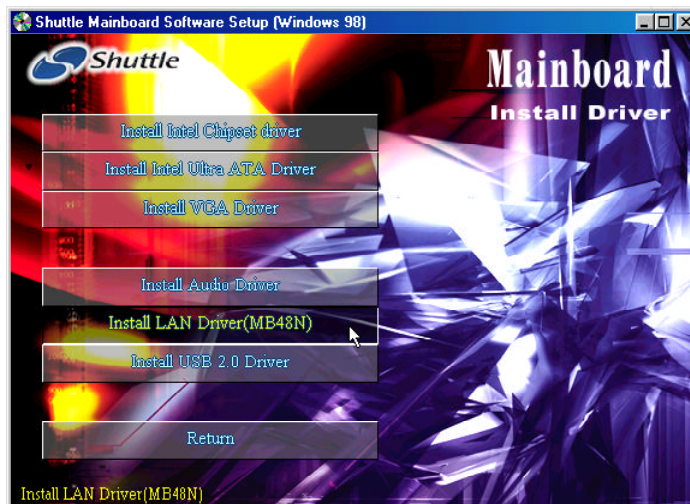 Shuttle Mainboard Software Setup (Windows 98)
Shuttle
Mainboard
Install Driver
Install Intel Chipset driver
Install Intel Ultra ATA Driver
Install VGA Driver
Install Audio Driver
Install LAN Driver(MB48N)
Install USB 2.0 Driver
Return
Install LAN Driver(MB48N)